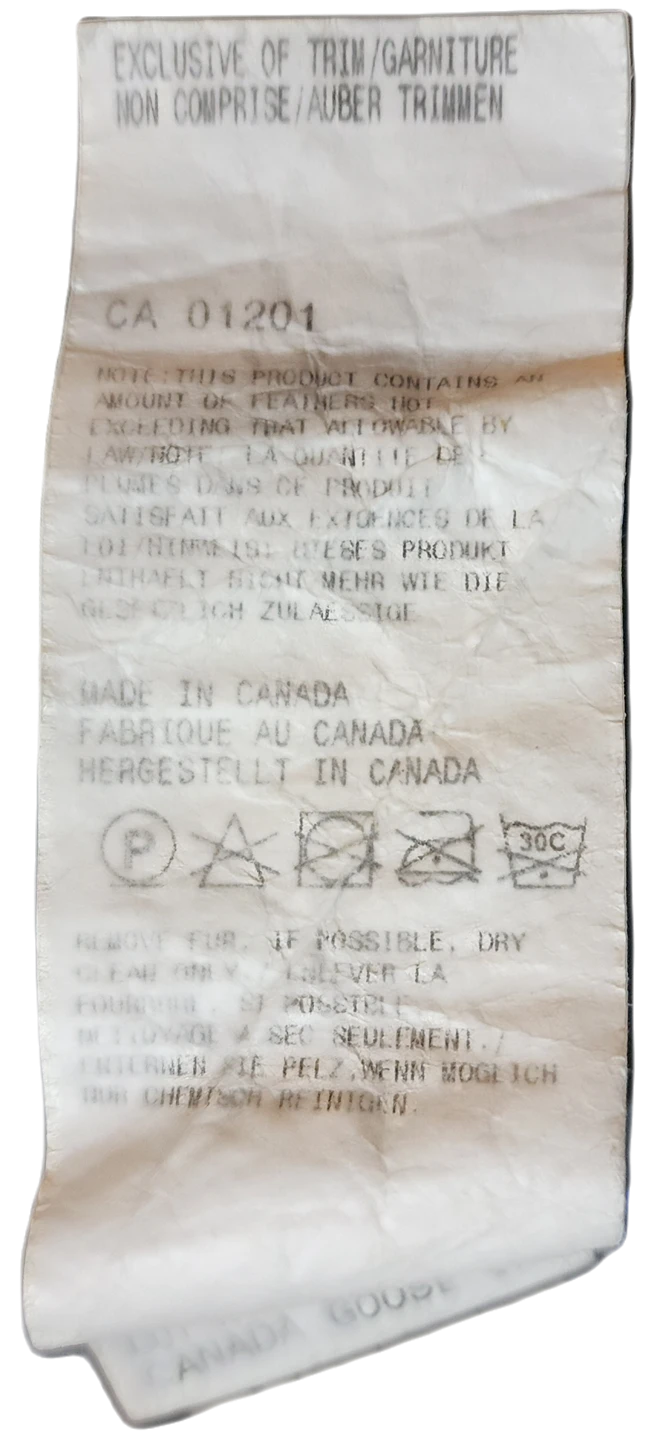 EXCLUSIVE OF TRIM/GARNITURE
NON COMPRISE/AUBER TRIMMEN
CA 01201
NOTE:THIS PRODUCT CONTAINS AN
AMOUNT OF FEATHERS NOT
EXCEEDING THAT ALLOWABLE BY
LAW/NOTE: LA QUANTITE DE
PLUMES DANS CE PRODUIT
SATISFAIT AUX EXIGENCES DE LA
LOI/HINWEIS: DIESES PRODUKT
ENTHAELT NICHT MEHR WIE DIE
GESETZLICH ZULAESSIGE
MADE IN CANADA
FABRIQUE AU CANADA
HERGESTELLT IN CANADA
P 30C
REMOVE FUR, IF POSSIBLE, DRY
CLEAN ONLY./ ENLEVER LA
FOURRURE, SI POSSIBLE
NETTOYAGE A SEC SEULEMENT./
ENTERNEN SIE PELZ,WENN MOGLICH
NUR CHEMISCH REINIGEN.
GOOSE
CANADA